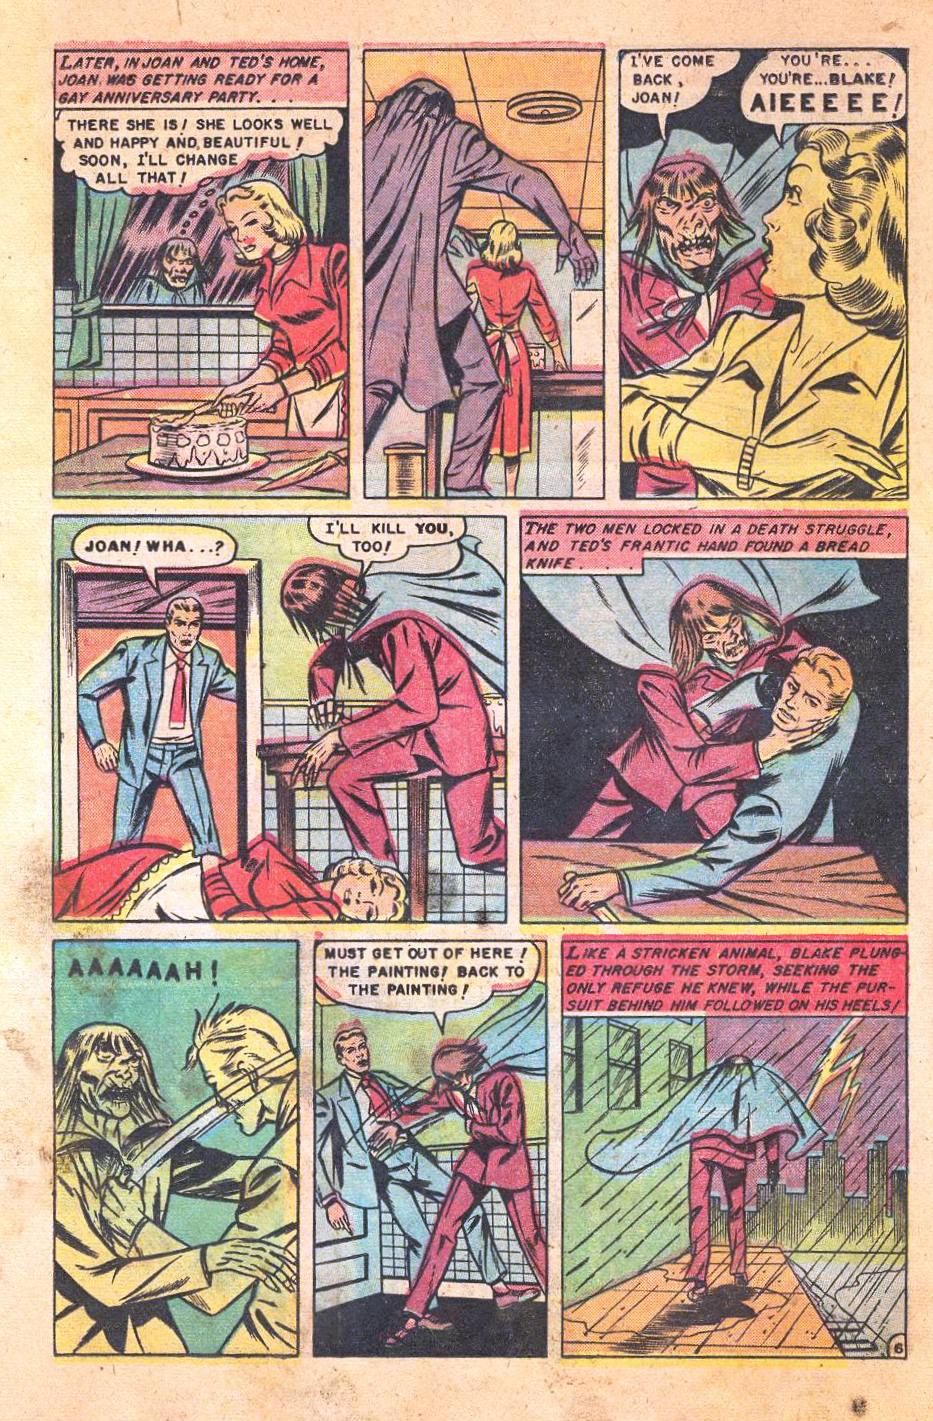 LATER, IN JOAN AND TED'S HOME,
JOAN WAS GETTING READY FOR A
GAY ANNIVERSARY PARTY. . .
THERE SHE IS! SHE LOOKS WELL
AND HAPPY AND BEAUTIFUL!
SOON, I'LL CHANGE
ALL THAT!
I'VE COME
BACK,
JOAN!
YOU'RE...
YOU'RE...BLAKE!
AIEEEEE!
JOAN! WHA...?
I'LL KILL YOU,
TOO!
THE TWO MEN LOCKED IN A DEATH STRUGGLE,
AND TED'S FRANTIC HAND FOUND A BREAD
KNIFE . . . .
AAAAAAH!
MUST GET OUT OF HERE!
THE PAINTING! BACK TO
THE PAINTING!
LIKE A STRICKEN ANIMAL, BLAKE PLUNG-
ED THROUGH THE STORM, SEEKING THE
ONLY REFUGE HE KNEW, WHILE THE PUR-
SUIT BEHIND HIM FOLLOWED ON HIS HEELS!
6